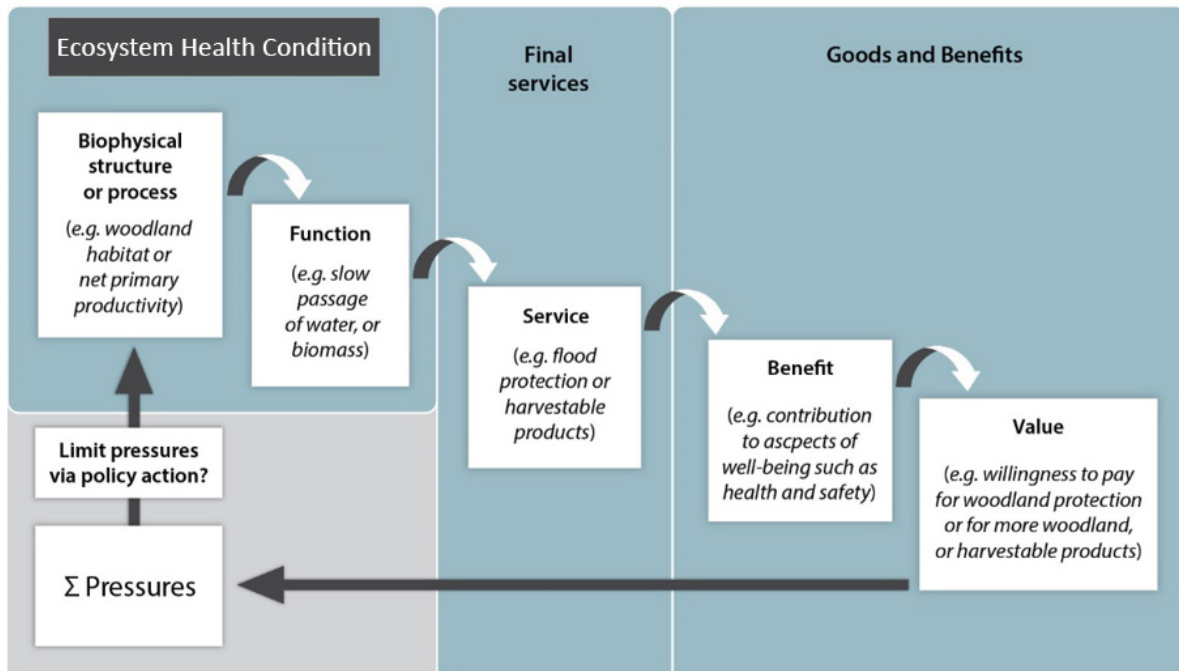 Ecosystem Health Condition
Final
services
Goods and Benefits
Biophysical
structure
or process
(e.g. woodland
habitat or
net primary
productivity)
Function
(e.g. slow
passage
of water, or
biomass)
Service
(e.g. flood
protection or
harvestable
products)
Benefit
(e.g. contribution
to ascpects of
well-being such as
health and safety)
Value
(e.g. willingness to pay
for woodland protection
or for more woodland,
or harvestable products)
Limit pressures
via policy action?
Σ Pressures